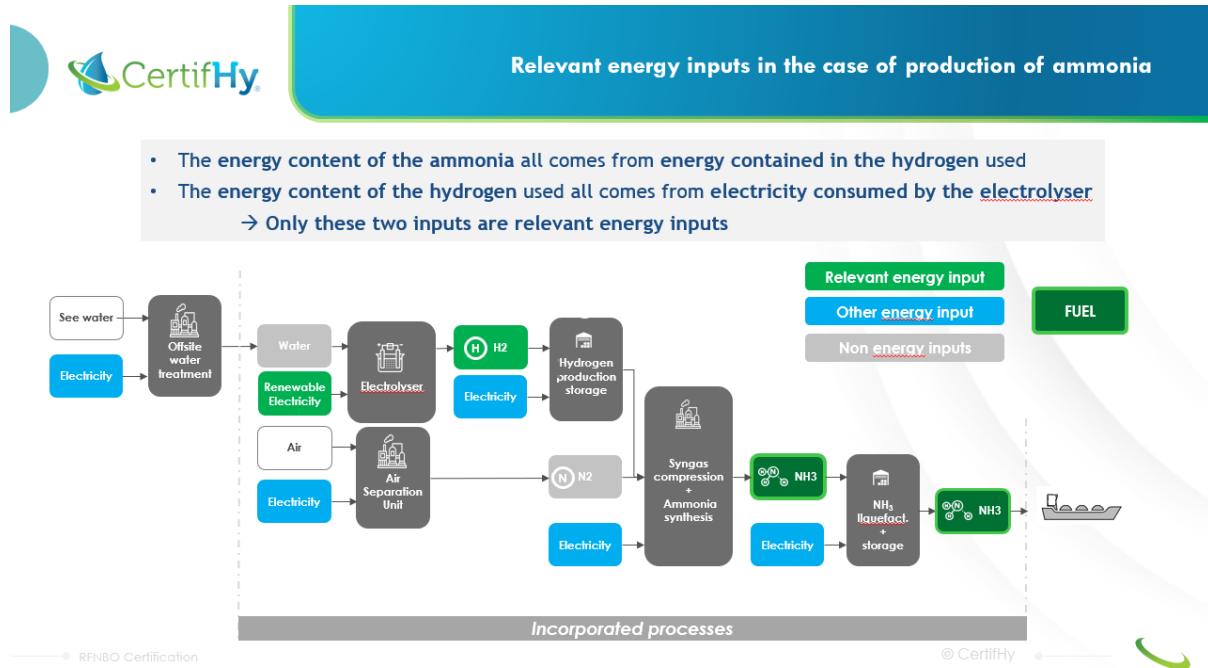 CertifHy®
Relevant energy inputs in the case of production of ammonia
• The energy content of the ammonia all comes from energy contained in the hydrogen used
• The energy content of the hydrogen used all comes from electricity consumed by the electrolyser
→ Only these two inputs are relevant energy inputs
Relevant energy input
Other energy input
Non energy inputs
FUEL
See water
Electricity
Offsite
water
treatment
Water
Renewable
Electricity
Electrolyser
H H2
Electricity
Hydrogen
production
storage
Air
Electricity
Air
Separation
Unit
N N2
Electricity
Syngas
compression
+
Ammonia
synthesis
H N H H NH3
Electricity
NH₃
liquefact.
+
storage
H N H H NH3
Incorporated processes
RFNBO Certification
© CertifHy